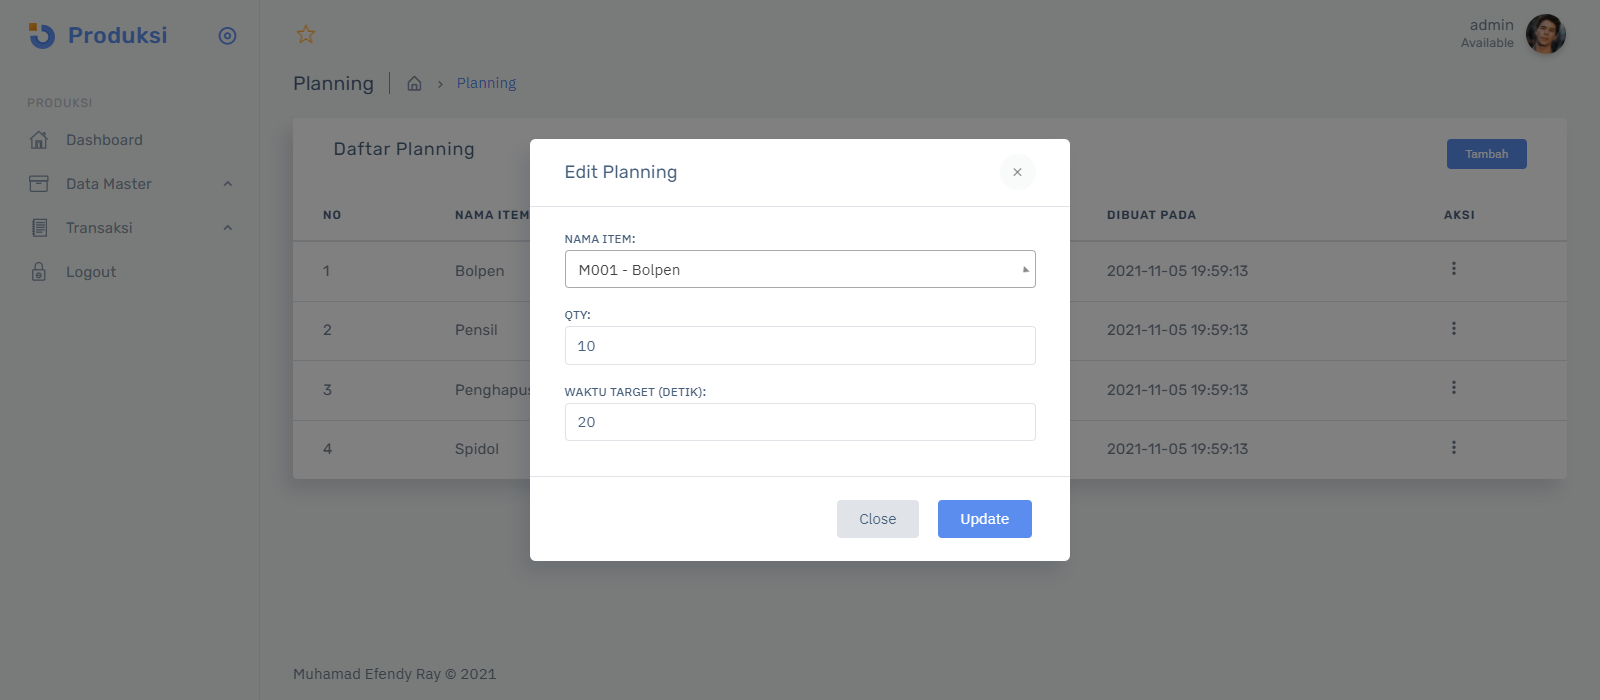 Produksi
admin
Available
Planning
Planning
PRODUKSI
Dashboard
Data Master
Transaksi
Logout
Daftar Planning
Tambah
NO
NAMA ITEM
DIBUAT PADA
AKSI
1
Bolpen
2021-11-05 19:59:13
2
Pensil
2021-11-05 19:59:13
3
Penghapus
2021-11-05 19:59:13
4
Spidol
2021-11-05 19:59:13
Edit Planning
NAMA ITEM:
M001 - Bolpen
QTY:
10
WAKTU TARGET (DETIK):
20
Close
Update
Muhamad Efendy Ray © 2021